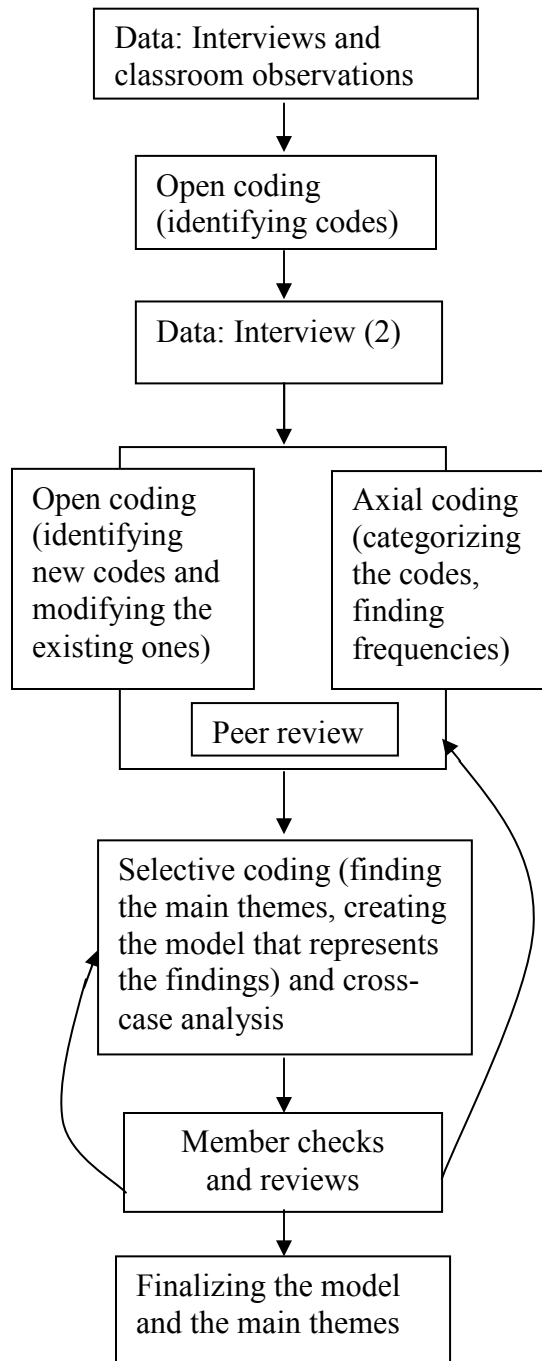 Data: Interviews and
classroom observations
Open coding
(identifying codes)
Data: Interview (2)
Open coding
(identifying
new codes and
modifying the
existing ones)
Axial coding
(categorizing
the codes,
finding
frequencies)
Peer review
Selective coding (finding
the main themes, creating
the model that represents
the findings) and cross-
case analysis
Member checks
and reviews
Finalizing the model
and the main themes